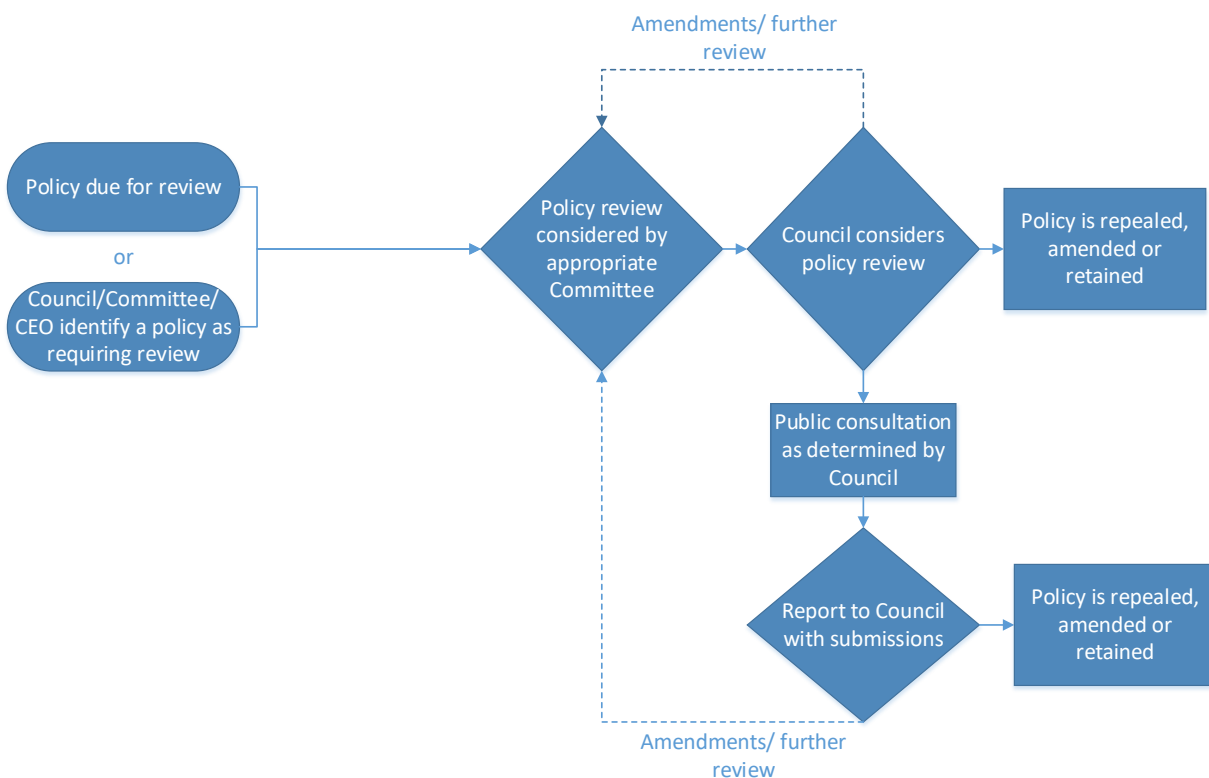 Amendments/ further
review
Policy due for review
or
Council/Committee/
CEO identify a policy as
requiring review
Policy review
considered by
appropriate
Committee
Council considers
policy review
Policy is repealed,
amended or
retained
Public consultation
as determined by
Council
Report to Council
with submissions
Policy is repealed,
amended or
retained
Amendments/ further
review